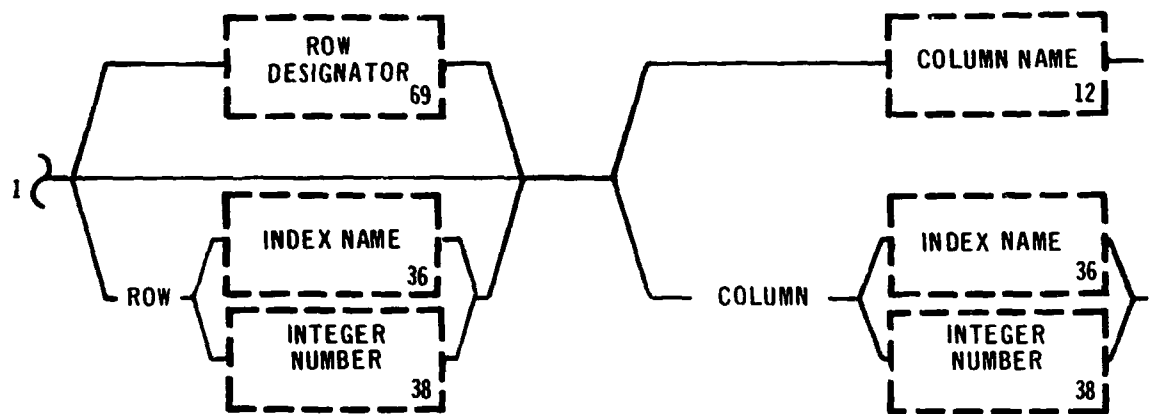 ROW
DESIGNATOR
69
COLUMN NAME
12
1
INDEX NAME
36
ROW
INTEGER
NUMBER
38
INDEX NAME
36
COLUMN
INTEGER
NUMBER
38